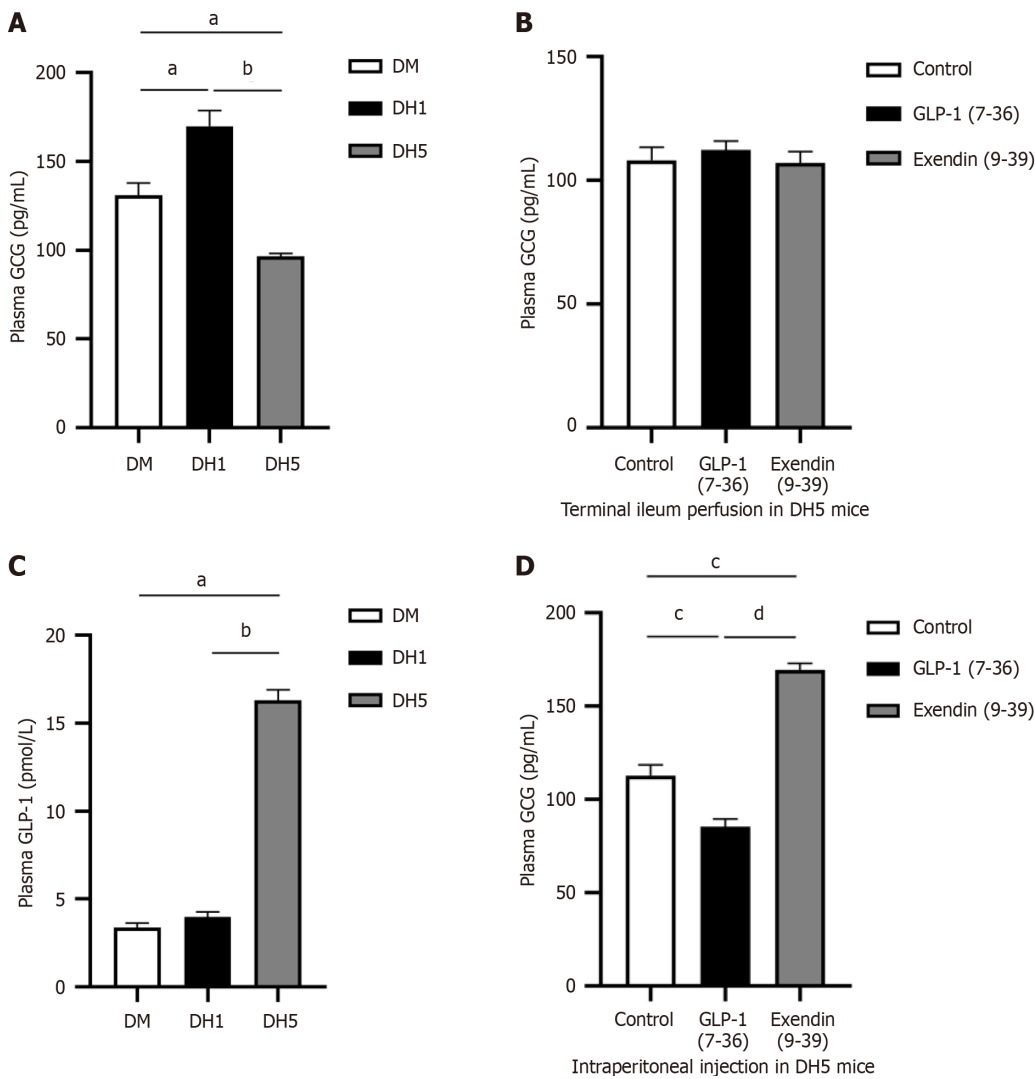 A
a
a
b
200
150
100
50
0
Plasma GCG (pg/mL)
DM
DH1
DH5
DM
DH1
DH5
B
150
100
50
0
Plasma GCG (pg/mL)
Control
GLP-1 (7-36)
Exendin (9-39)
Control
GLP-1
(7-36)
Exendin
(9-39)
Terminal ileum perfusion in DH5 mice
C
a
b
20
15
10
5
0
Plasma GLP-1 (pmol/L)
DM
DH1
DH5
DM
DH1
DH5
D
c
c
d
200
150
100
50
0
Plasma GCG (pg/mL)
Control
GLP-1 (7-36)
Exendin (9-39)
Control
GLP-1
(7-36)
Exendin
(9-39)
Intraperitoneal injection in DH5 mice